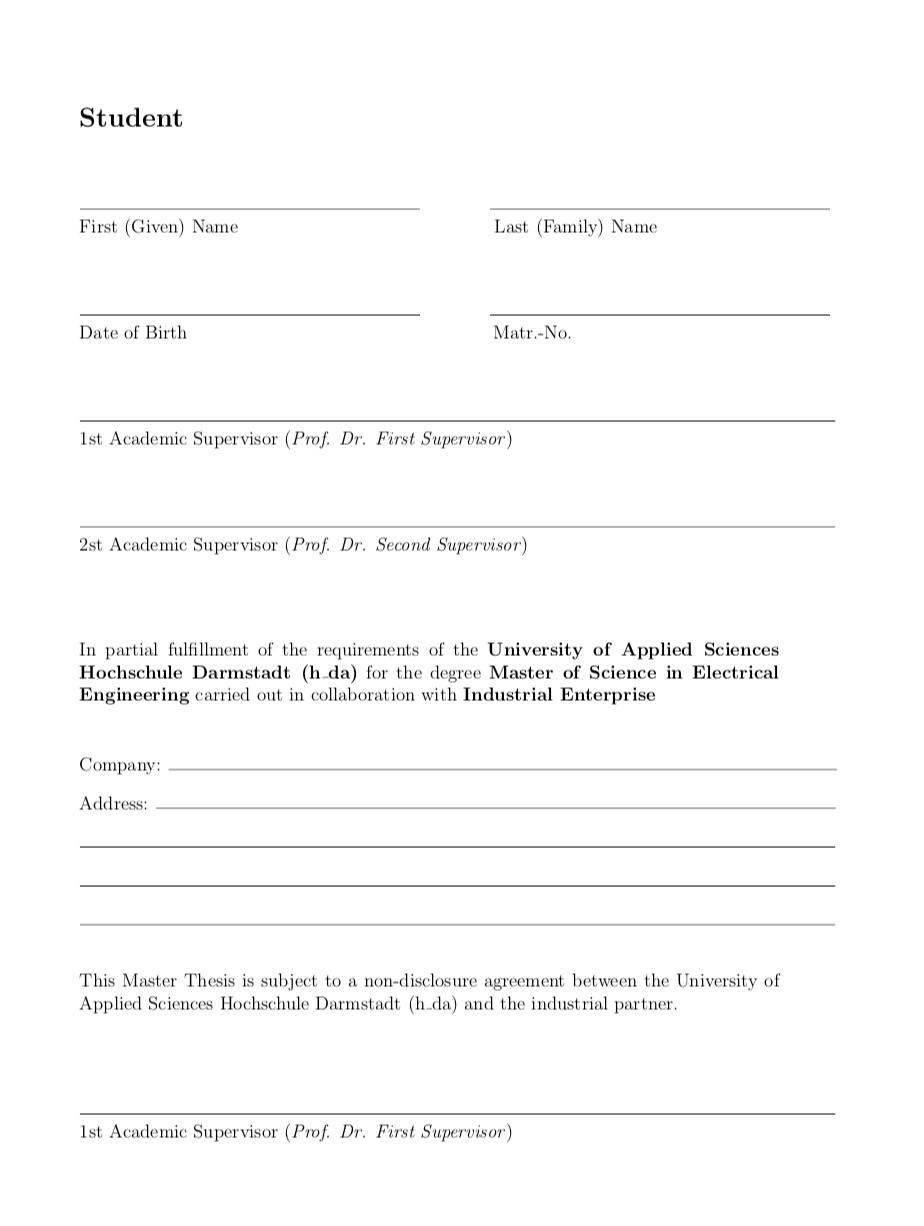 Student
First (Given) Name Last (Family) Name
Date of Birth Matr.-No.
1st Academic Supervisor (Prof. Dr. First Supervisor)
2st Academic Supervisor (Prof. Dr. Second Supervisor)
In partial fulfillment of the requirements of the University of Applied Sciences
Hochschule Darmstadt (h_da) for the degree Master of Science in Electrical
Engineering carried out in collaboration with Industrial Enterprise
Company:
Address:
This Master Thesis is subject to a non-disclosure agreement between the University of
Applied Sciences Hochschule Darmstadt (h_da) and the industrial partner.
1st Academic Supervisor (Prof. Dr. First Supervisor)